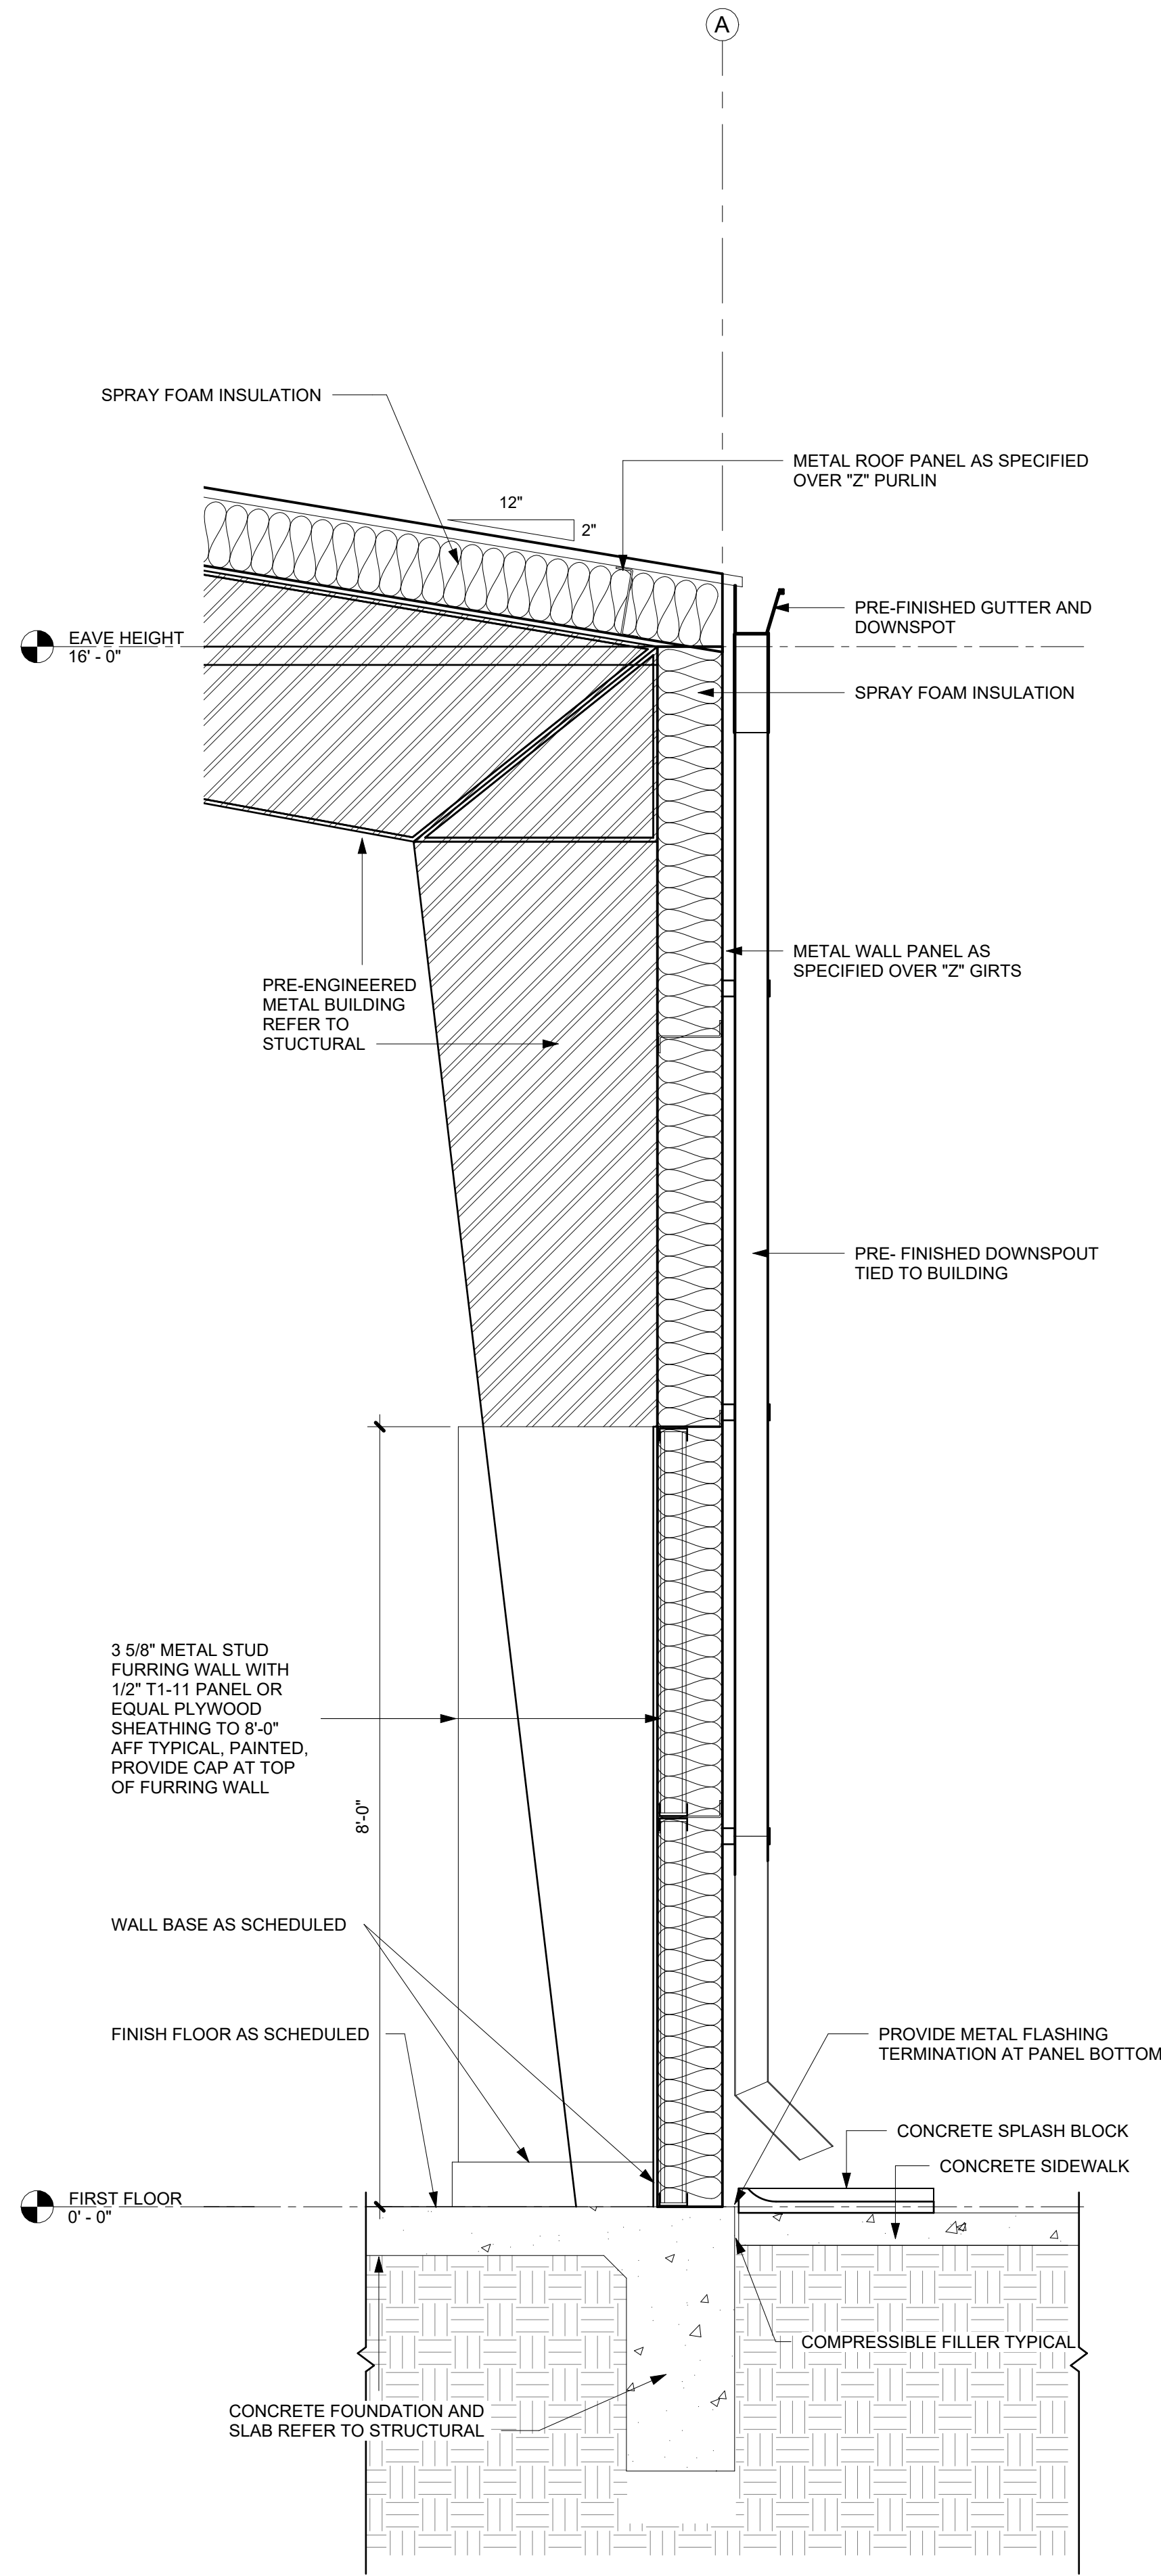 A
SPRAY FOAM INSULATION
METAL ROOF PANEL AS SPECIFIED
OVER "Z" PURLIN
12"
2"
PRE-FINISHED GUTTER AND
DOWNSPOT
EAVE HEIGHT
16' - 0"
SPRAY FOAM INSULATION
METAL WALL PANEL AS
SPECIFIED OVER "Z" GIRTS
PRE-ENGINEERED
METAL BUILDING
REFER TO
STUCTURAL
PRE- FINISHED DOWNSPOUT
TIED TO BUILDING
3 5/8" METAL STUD
FURRING WALL WITH
1/2" T1-11 PANEL OR
EQUAL PLYWOOD
SHEATHING TO 8'-0"
AFF TYPICAL, PAINTED,
PROVIDE CAP AT TOP
OF FURRING WALL
8'-0"
WALL BASE AS SCHEDULED
FINISH FLOOR AS SCHEDULED
PROVIDE METAL FLASHING
TERMINATION AT PANEL BOTTOM
CONCRETE SPLASH BLOCK
CONCRETE SIDEWALK
FIRST FLOOR
0' - 0"
COMPRESSIBLE FILLER TYPICAL
CONCRETE FOUNDATION AND
SLAB REFER TO STRUCTURAL